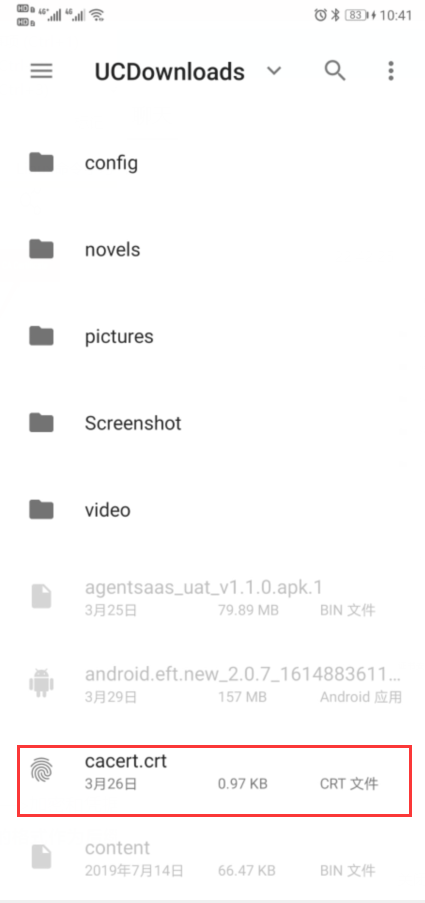 HD 4G 4G 83 10:41
HD
UCDownloads
config
novels
pictures
Screenshot
video
agentsaas_uat_v1.1.0.apk.1
3月25日 79.89 MB BIN 文件
android.eft.new_2.0.7_1614883611...
3月29日 157 MB Android 应用
cacert.crt
3月26日 0.97 KB CRT 文件
content
2019年7月14日 66.47 KB BIN 文件